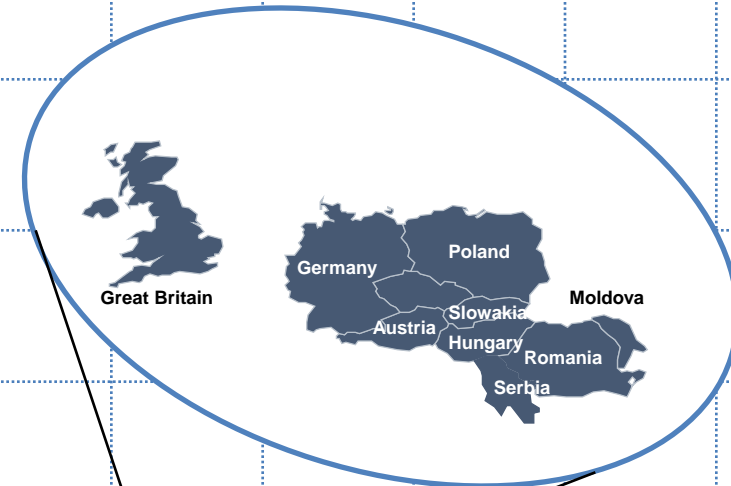 Poland
Germany
Great Britain
Moldova
Slowakia
Austria
Hungary
Romania
Serbia